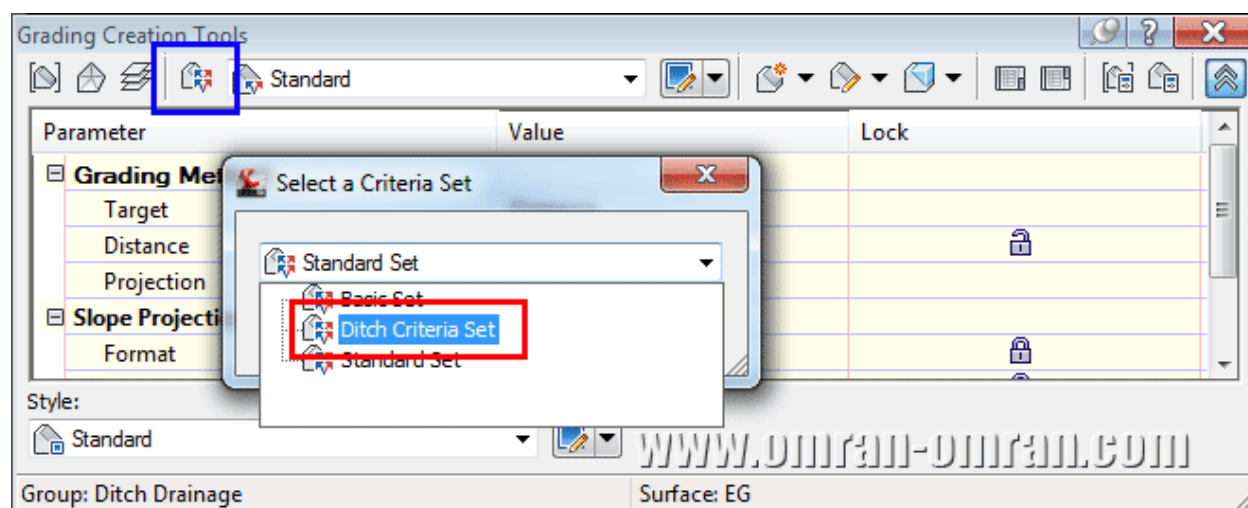 Grading Creation Tools
Standard
Parameter Value Lock
Grading Met
Select a Criteria Set
Target
Distance
Standard Set
Projection
Basic Set
Slope Projecti
Ditch Criteria Set
Format
Standard Set
Style:
Standard
www.omran-omran.com
Group: Ditch Drainage Surface: EG